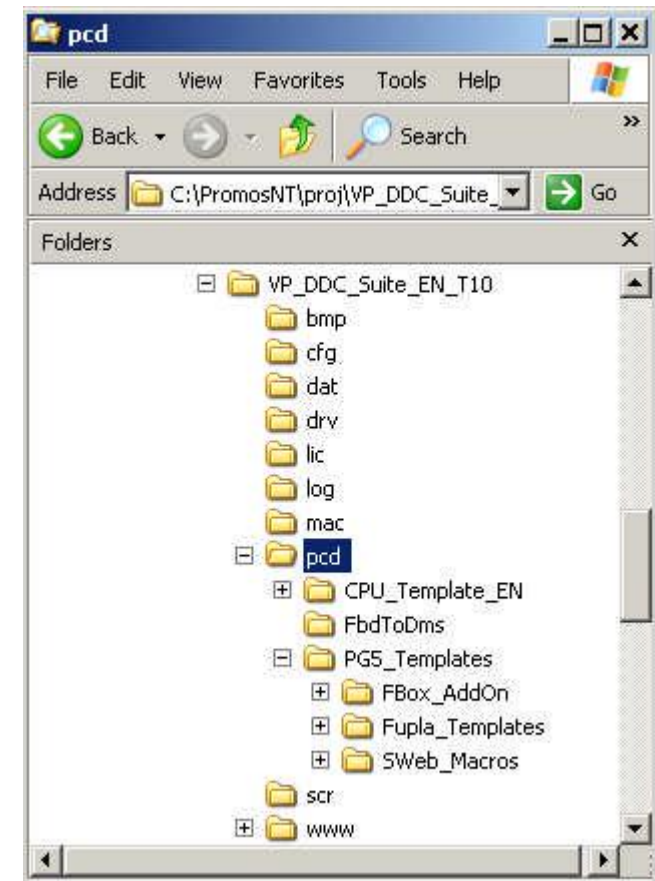 pcd
File Edit View Favorites Tools Help
Back Search »
Address C:\PromosNT\proj\VP_DDC_Suite_ Go
Folders
VP_DDC_Suite_EN_T10
bmp
cfg
dat
drv
lic
log
mac
pcd
CPU_Template_EN
FbdToDms
PG5_Templates
FBox_AddOn
Fupla_Templates
SWeb_Macros
scr
www